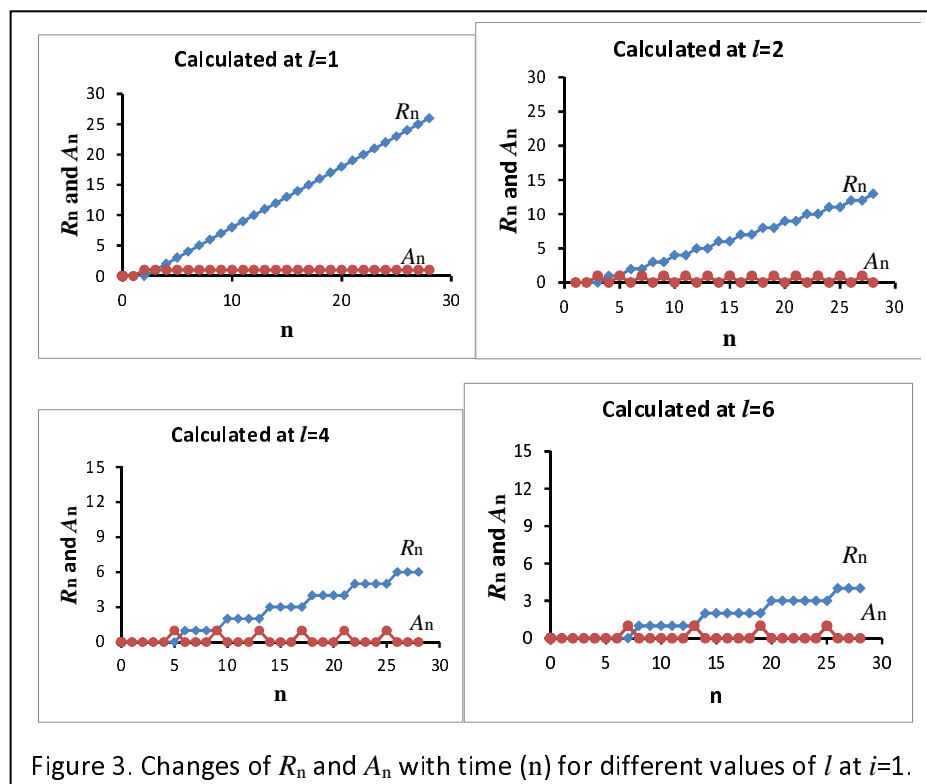 Calculated at l=1
30
25
20
15
10
5
0
Rn and An
Rn
An
0 10 20 30
n
Calculated at l=2
30
25
20
15
10
5
0
Rn and An
Rn
An
0 5 10 15 20 25 30
n
Calculated at l=4
15
12
9
6
3
0
Rn and An
Rn
An
0 5 10 15 20 25 30
n
Calculated at l=6
15
12
9
6
3
0
Rn and An
Rn
An
0 5 10 15 20 25 30
n
Figure 3. Changes of Rn and An with time (n) for different values of l at i=1.